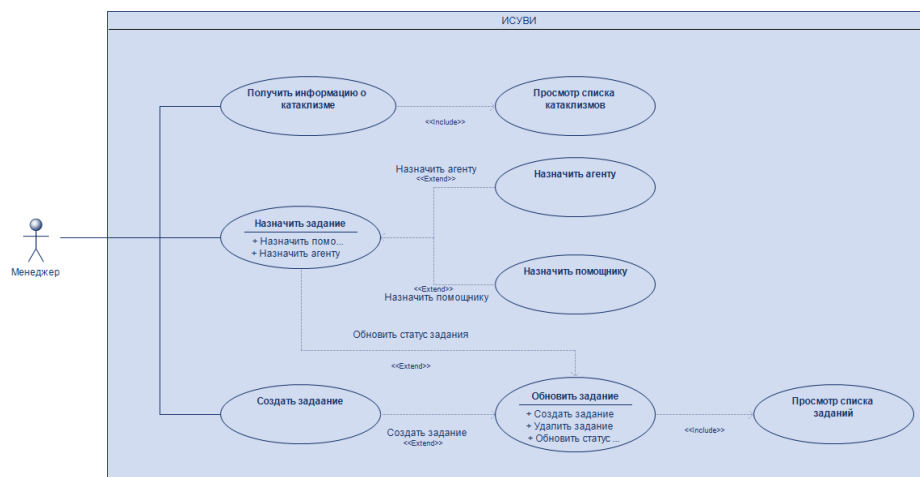 ИСУВИ
Получить информацию о
катаклизме
<<Include>>
Просмотр списка
катаклизмов
Назначить агенту
<<Extend>>
Назначить агенту
Назначить задание
+ Назначить помо...
+ Назначить агенту
Менеджер
<<Extend>>
Назначить помощнику
Назначить помощнику
Обновить статус задания
<<Extend>>
Создать задаание
Создать задание
<<Extend>>
Обновить задание
+ Создать задание
+ Удалить задание
+ Обновить статус ...
<<Include>>
Просмотр списка
заданий